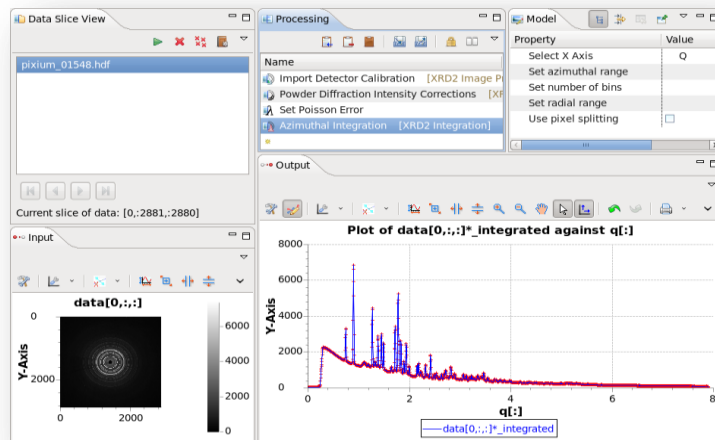 Data Slice View
pixium_01548.hdf
Current slice of data: [0,:2881,:2880]
Processing
Name
Import Detector Calibration [XRD2 Image P
Powder Diffraction Intensity Corrections [XR
Set Poisson Error
Azimuthal Integration [XRD2 Integration]
Model
Property Value
Select X Axis Q
Set azimuthal range
Set number of bins
Set radial range
Use pixel splitting
Input
data[0,:,:]
Y-Axis
0
2000
0
2000
6000
4000
2000
0
Output
Plot of data[0,:,:]*_integrated against q[:]
Y-Axis
8000
6000
4000
2000
0
0 2 4 6 8
q[:]
data[0,:,:]*_integrated